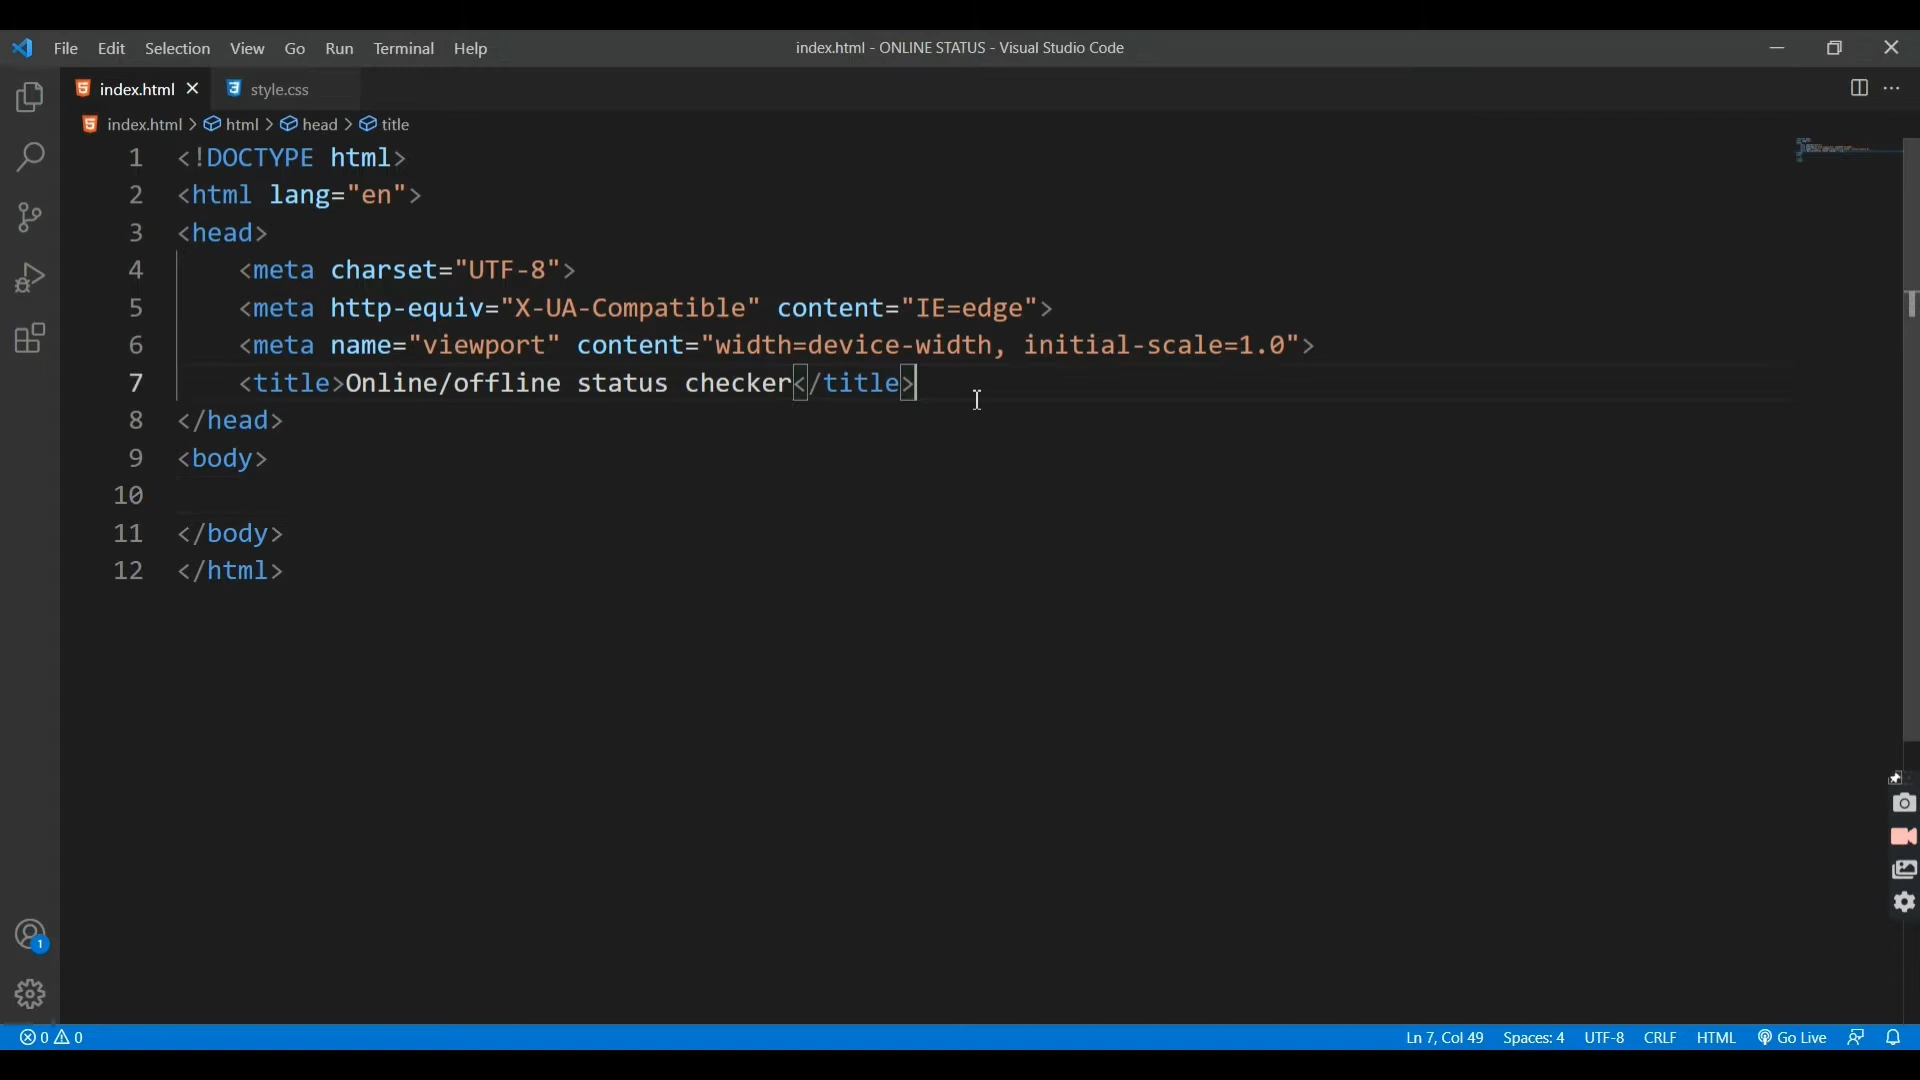 File Edit Selection View Go Run Terminal Help
index.html - ONLINE STATUS - Visual Studio Code
index.html style.css
index.html > html > head > title
1 <!DOCTYPE html>
2 <html lang="en">
3 <head>
4 <meta charset="UTF-8">
5 <meta http-equiv="X-UA-Compatible" content="IE=edge">
6 <meta name="viewport" content="width=device-width, initial-scale=1.0">
7 <title>Online/offline status checker</title>
8 </head>
9 <body>
10
11 </body>
12 </html>
1
0 0 Ln 7, Col 49 Spaces: 4 UTF-8 CRLF HTML Go Live